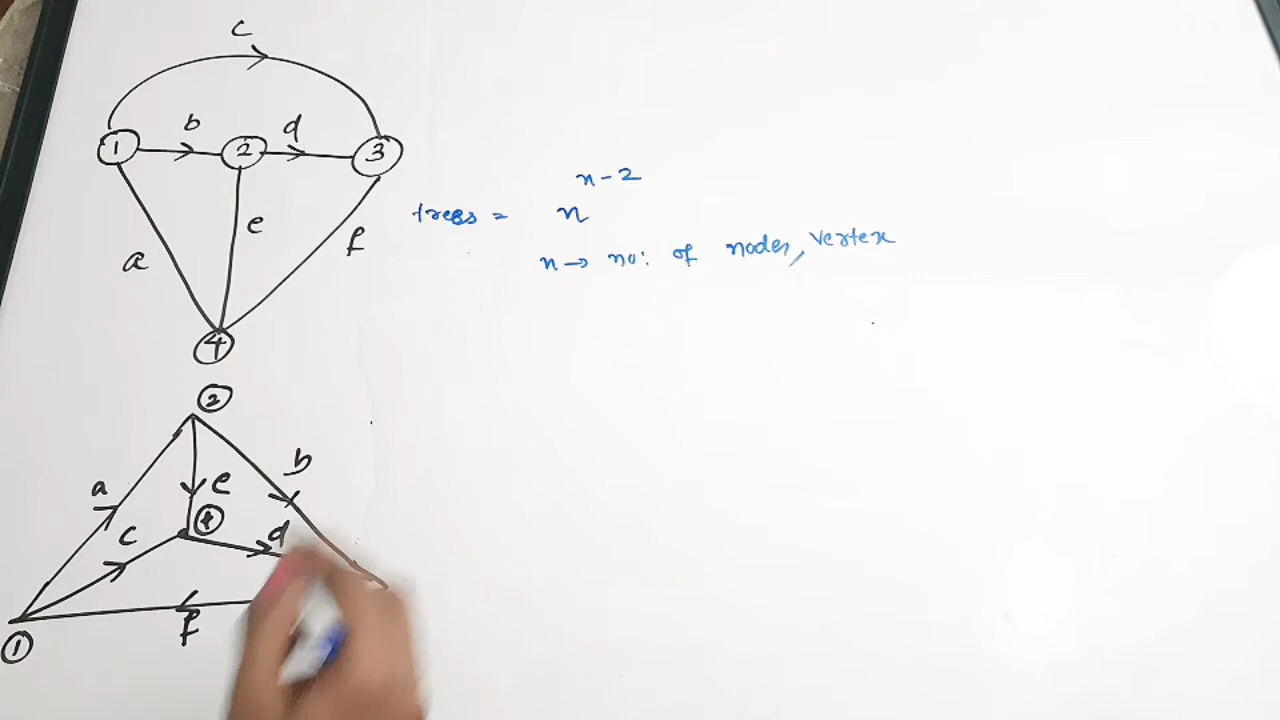 c
b d
1 2 3
n-2
trees = n
e
f
n → no: of nodes, vertex
a
4
2
b
a e
4
c d
f
1